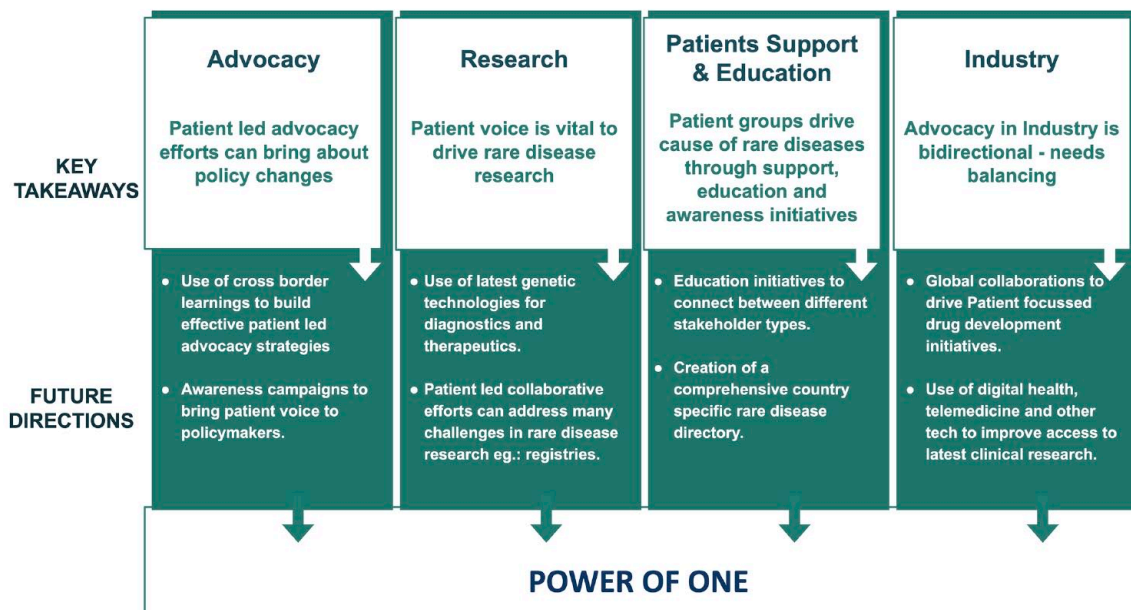 Advocacy
Patient led advocacy
efforts can bring about
policy changes
Research
Patient voice is vital to
drive rare disease
research
Patients Support
& Education
Patient groups drive
cause of rare diseases
through support,
education and
awareness initiatives
Industry
Advocacy in Industry is
bidirectional - needs
balancing
KEY
TAKEAWAYS
FUTURE
DIRECTIONS
● Use of cross border
learnings to build
effective patient led
advocacy strategies
● Awareness campaigns to
bring patient voice to
policymakers.
● Use of latest genetic
technologies for
diagnostics and
therapeutics.
● Patient led collaborative
efforts can address many
challenges in rare disease
research eg.: registries.
● Education initiatives to
connect between different
stakeholder types.
● Creation of a
comprehensive country
specific rare disease
directory.
● Global collaborations to
drive Patient focussed
drug development
initiatives.
● Use of digital health,
telemedicine and other
tech to improve access to
latest clinical research.
POWER OF ONE